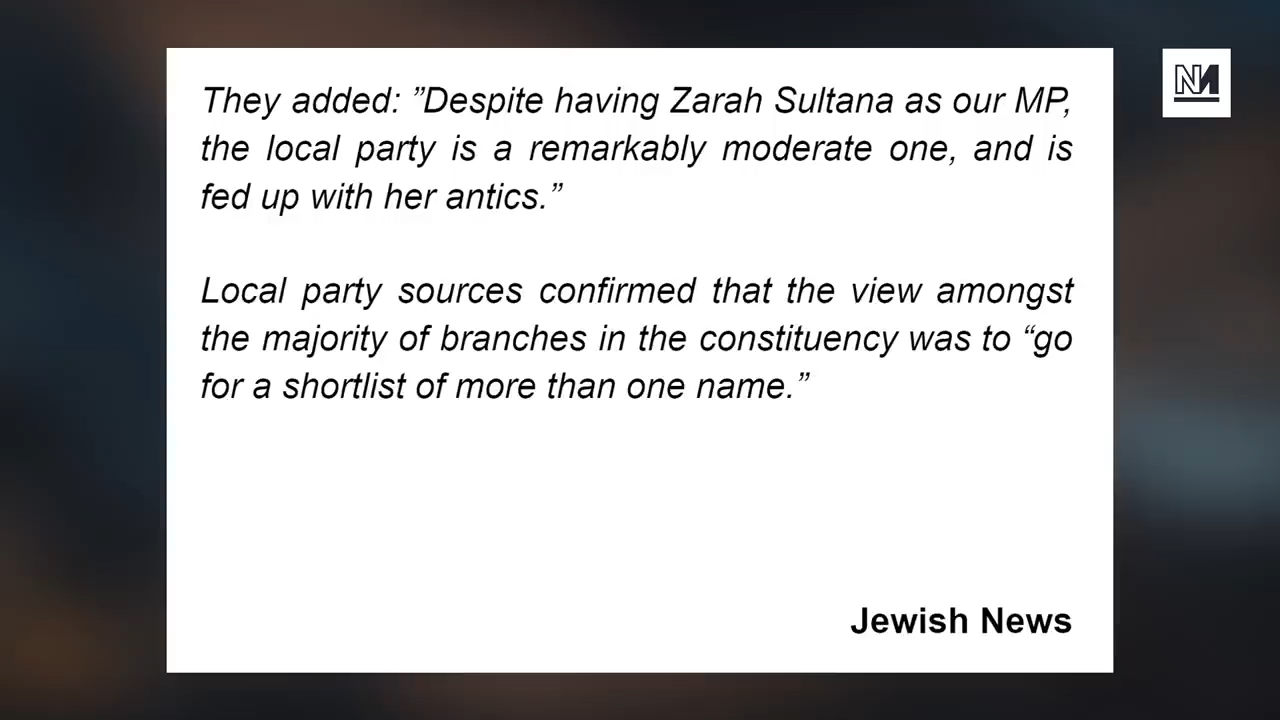 They added: ”Despite having Zarah Sultana as our MP,
the local party is a remarkably moderate one, and is
fed up with her antics.”
Local party sources confirmed that the view amongst
the majority of branches in the constituency was to “go
for a shortlist of more than one name.”
Jewish News